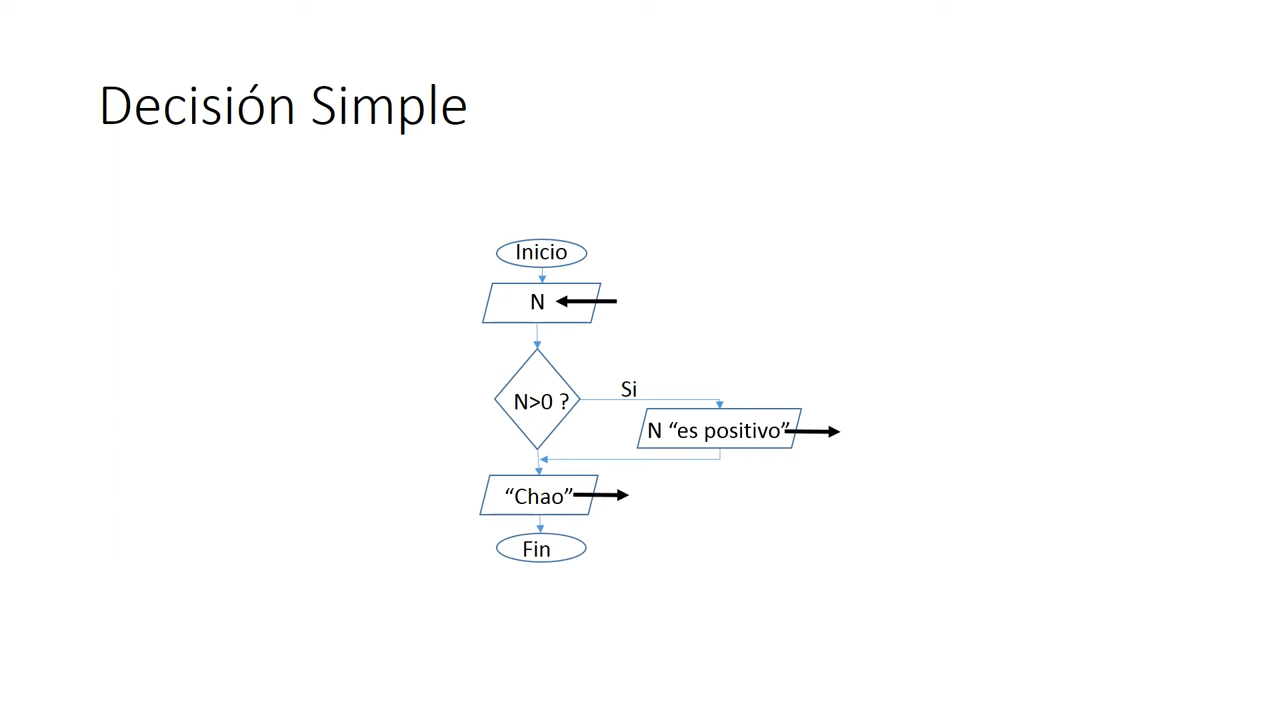 Decisión Simple
Inicio
N
N>0 ?
Si
N “es positivo”
“Chao”
Fin